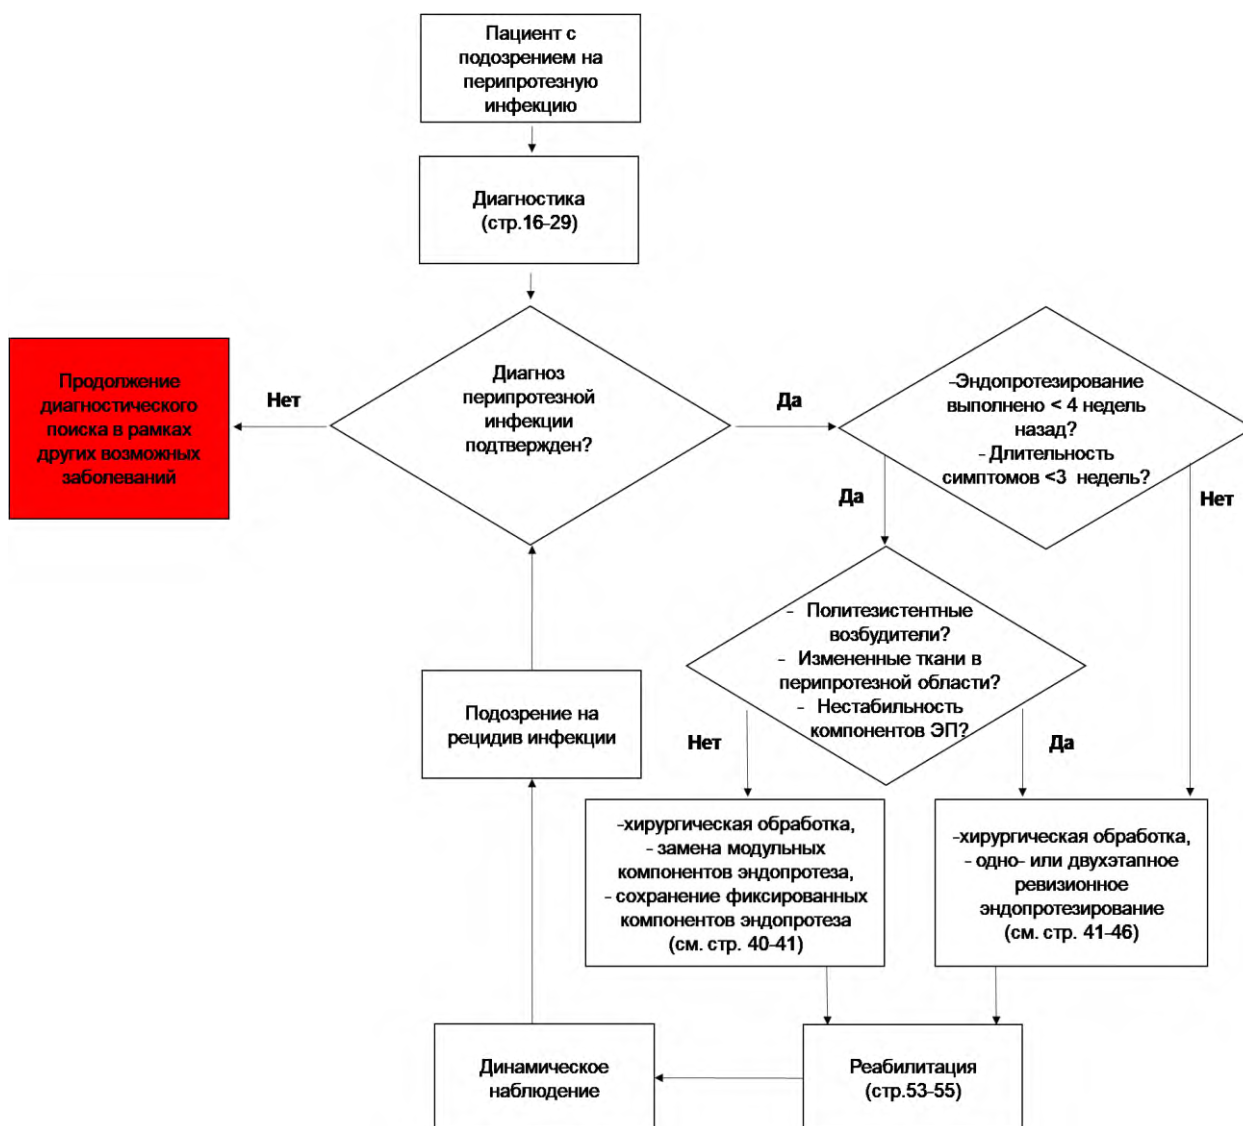 Пациент с
подозрением на
перипротезную
инфекцию
Диагностика
(стр.16-29)
Диагноз
перипротезной
инфекции
подтвержден?
Нет
Продолжение
диагностического
поиска в рамках
других возможных
заболеваний
Да
-Эндопротезирование
выполнено < 4 недель
назад?
- Длительность
симптомов <3 недель?
Да
Нет
- Политезистентные
возбудители?
- Измененные ткани в
перипротезной области?
- Нестабильность
компонентов ЭП?
Нет
Да
-хирургическая обработка,
- замена модульных
компонентов эндопротеза,
- сохранение фиксированных
компонентов эндопротеза
(см. стр. 40-41)
-хирургическая обработка,
- одно- или двухэтапное
ревизионное
эндопротезирование
(см. стр. 41-46)
Реабилитация
(стр.53-55)
Динамическое
наблюдение
Подозрение на
рецидив инфекции